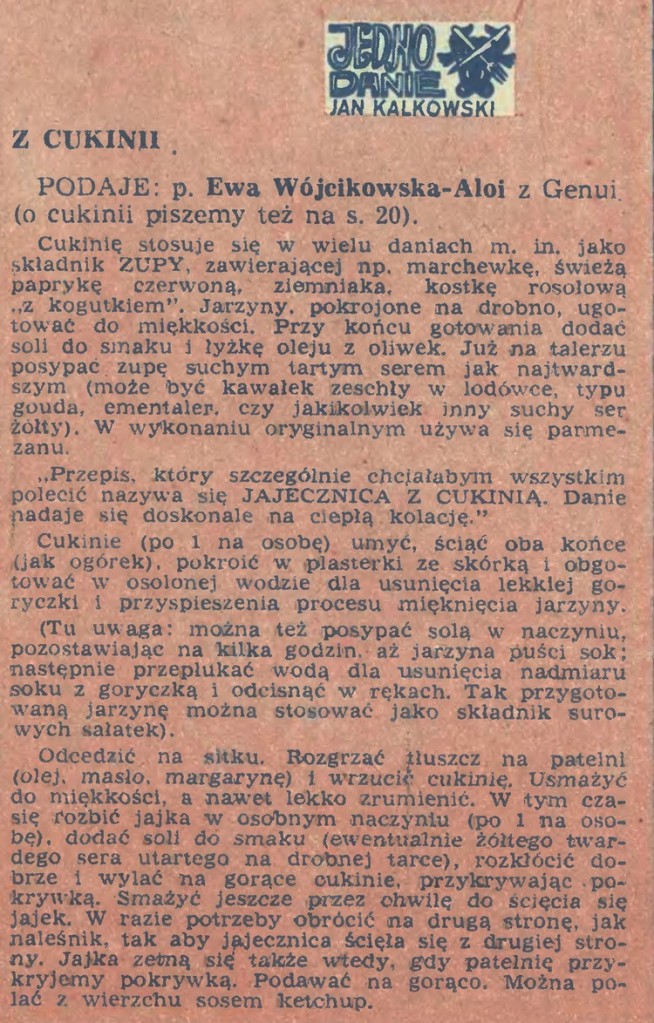 JEDNO
DANIE
JAN KALKOWSKI
Z CUKINII
PODAJE: p. Ewa Wójcikowska-Aloi z Genui.
(o cukinii piszemy też na s. 20).
Cukinię stosuje się w wielu daniach m. in. jako
składnik ZUPY, zawierającej np. marchewkę, świeżą
paprykę czerwoną, ziemniaka, kostkę rosołową
„z kogutkiem”. Jarzyny, pokrojone na drobno, ugo-
tować do miękkości. Przy końcu gotowania dodać
soli do smaku i łyżkę oleju z oliwek. Już na talerzu
posypać zupę suchym tartym serem jak najtward-
szym (może być kawałek zeschły w lodówce, typu
gouda, ementaler, czy jakikolwiek inny suchy ser
żółty). W wykonaniu oryginalnym używa się parme-
zanu.
„Przepis, który szczególnie chciałabym wszystkim
polecić nazywa się JAJECZNICA Z CUKINIĄ. Danie
nadaje się doskonale na ciepłą kolację.”
Cukinie (po 1 na osobę) umyć, ściąć oba końce
(jak ogórek), pokroić w plasterki ze skórką i obgo-
tować w osolonej wodzie dla usunięcia lekkiej go-
ryczki i przyspieszenia procesu mięknięcia jarzyny.
(Tu uwaga: można też posypać solą w naczyniu,
pozostawiając na kilka godzin, aż jarzyna puści sok;
następnie przepłukać wodą dla usunięcia nadmiaru
soku z goryczką i odcisnąć w rękach. Tak przygoto-
waną jarzynę można stosować jako składnik suro-
wych sałatek).
Odcedzić na sitku. Rozgrzać tłuszcz na patelni
(olej, masło, margarynę) i wrzucić cukinię. Usmażyć
do miękkości, a nawet lekko zrumienić. W tym cza-
sie rozbić jajka w osobnym naczyniu (po 1 na oso-
bę), dodać soli do smaku (ewentualnie żółtego twar-
dego sera utartego na drobnej tarce), rozkłócić do-
brze i wylać na gorące cukinie, przykrywając po-
krywką. Smażyć jeszcze przez chwilę do ścięcia się
jajek. W razie potrzeby obrócić na drugą stronę, jak
naleśnik, tak aby jajecznica ścięła się z drugiej stro-
ny. Jajka zetną się także wtedy, gdy patelnię przy-
kryjemy pokrywką. Podawać na gorąco. Można po-
lać z wierzchu sosem ketchup.